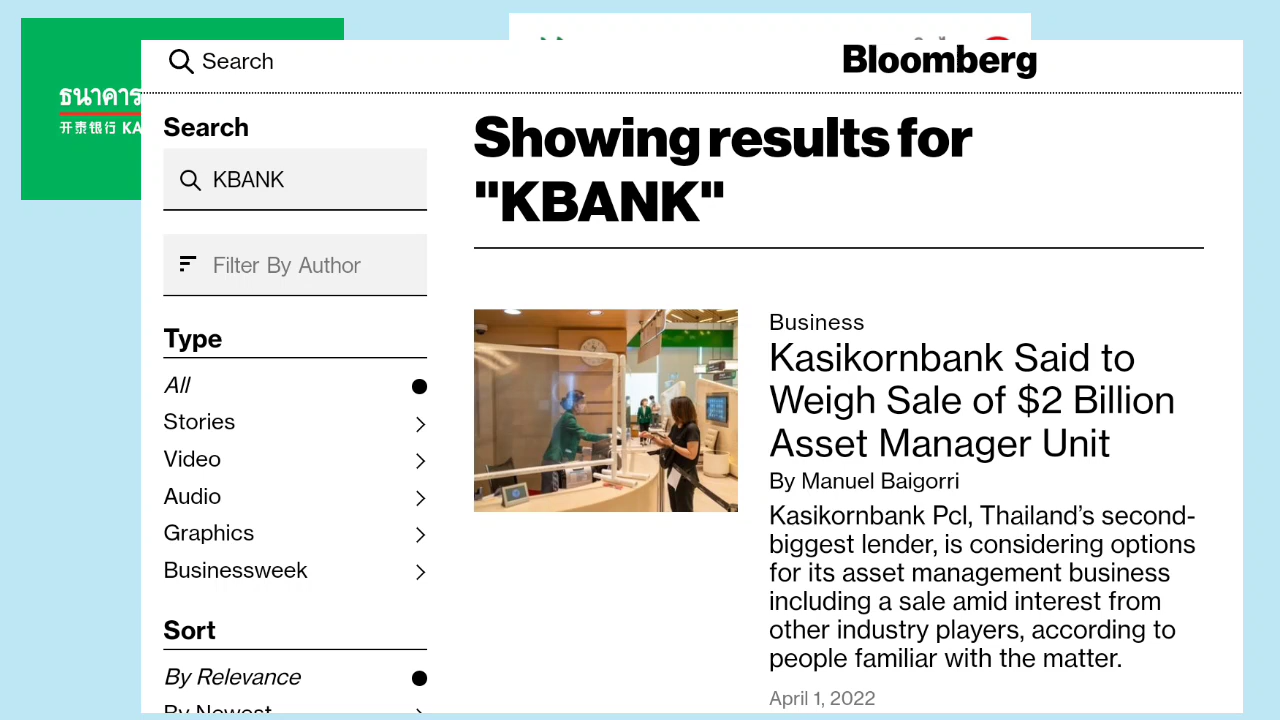 ธนาคาร
开泰银行 KA
Search
Bloomberg
Search
KBANK
Filter By Author
Type
All
Stories
Video
Audio
Graphics
Businessweek
Sort
By Relevance
By Newest
Showing results for
"KBANK"
Business
Kasikornbank Said to
Weigh Sale of $2 Billion
Asset Manager Unit
By Manuel Baigorri
Kasikornbank Pcl, Thailand’s second-
biggest lender, is considering options
for its asset management business
including a sale amid interest from
other industry players, according to
people familiar with the matter.
April 1, 2022